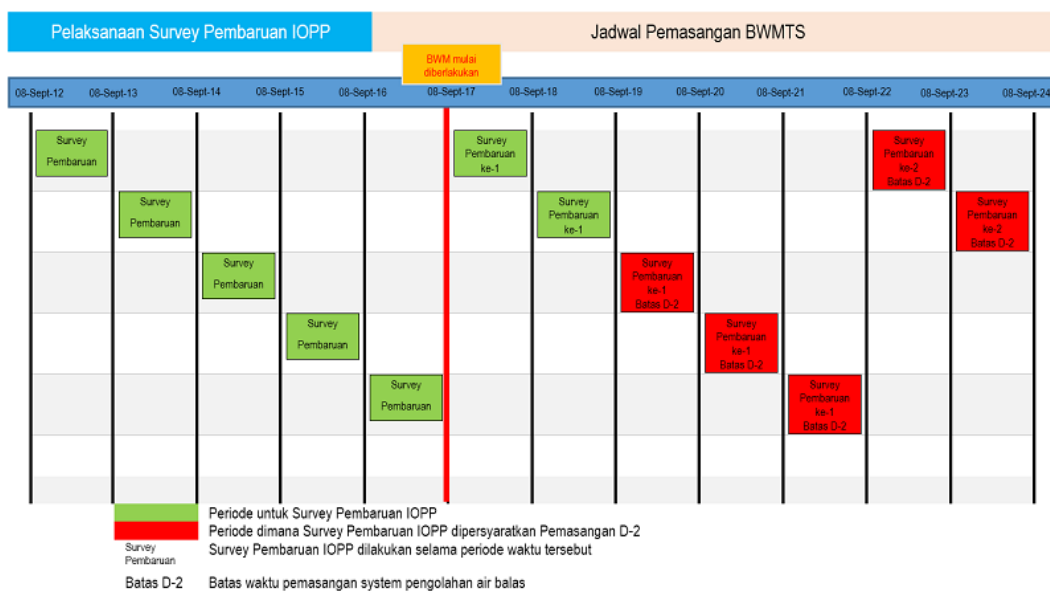 Pelaksanaan Survey Pembaruan IOPP
Jadwal Pemasangan BWMTS
BWM mulai
diberlakukan
08-Sept-12 08-Sept-13 08-Sept-14 08-Sept-15 08-Sept-16 08-Sept-17 08-Sept-18 08-Sept-19 08-Sept-20 08-Sept-21 08-Sept-22 08-Sept-23 08-Sept-24
Survey
Pembaruan
Survey
Pembaruan
ke-1
Survey
Pembaruan
ke-2
Batas D-2
Survey
Pembaruan
Survey
Pembaruan
ke-1
Survey
Pembaruan
ke-2
Batas D-2
Survey
Pembaruan
Survey
Pembaruan
ke-1
Batas D-2
Survey
Pembaruan
Survey
Pembaruan
ke-1
Batas D-2
Survey
Pembaruan
Survey
Pembaruan
ke-1
Batas D-2
Periode untuk Survey Pembaruan IOPP
Periode dimana Survey Pembaruan IOPP dipersyaratkan Pemasangan D-2
Survey
Pembaruan
Survey Pembaruan IOPP dilakukan selama periode waktu tersebut
Batas D-2 Batas waktu pemasangan system pengolahan air balas